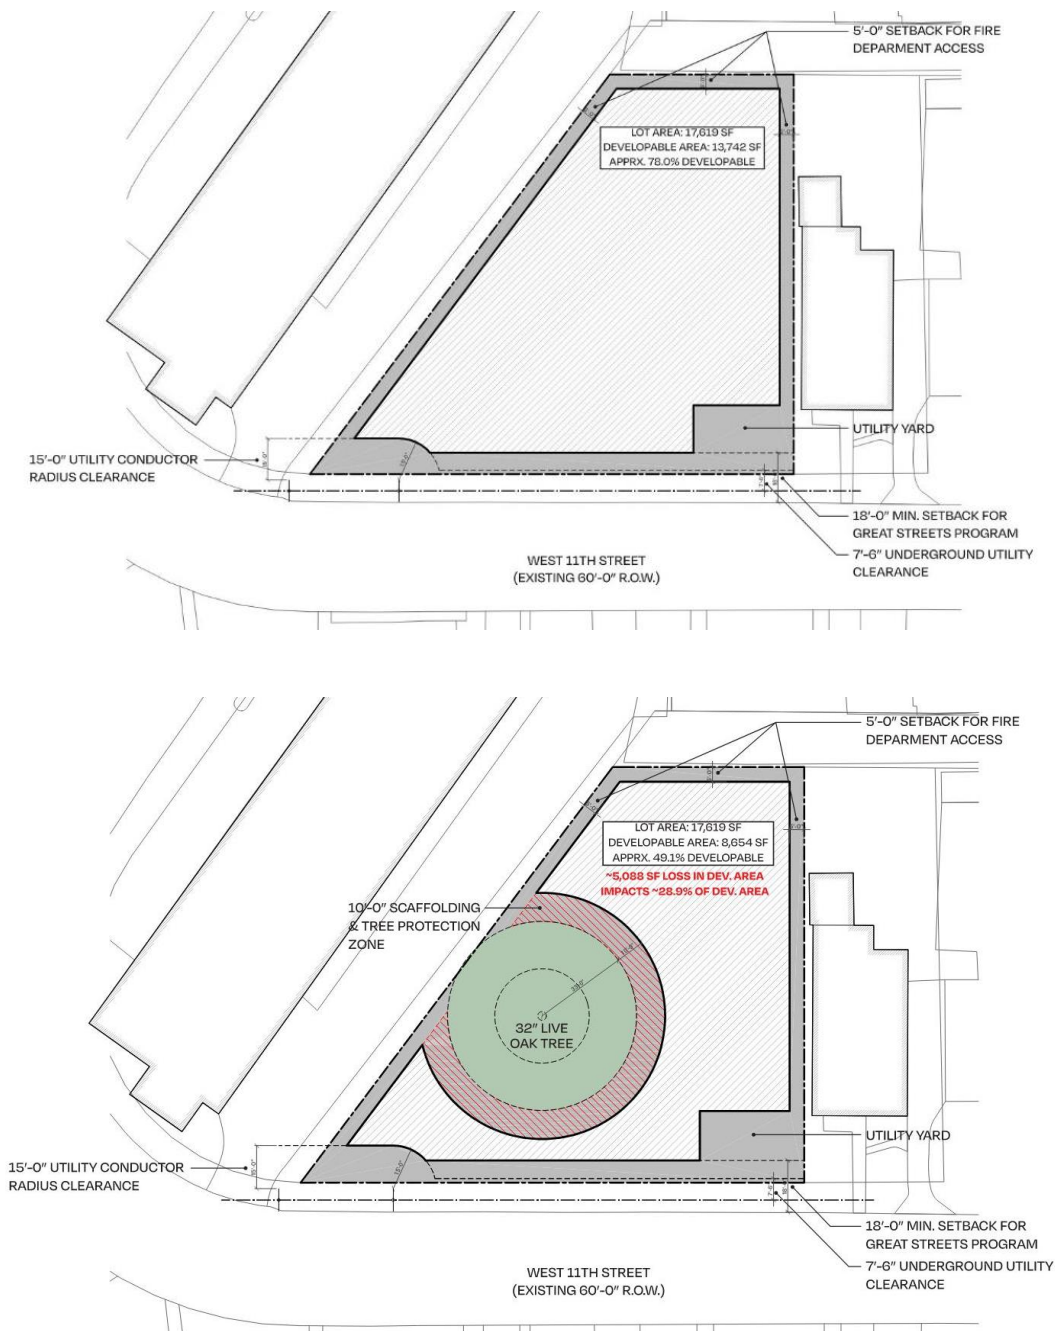 5'-0" SETBACK FOR FIRE
DEPARMENT ACCESS
LOT AREA: 17,619 SF
DEVELOPABLE AREA: 13,742 SF
APPRX. 78.0% DEVELOPABLE
UTILITY YARD
15'-0" UTILITY CONDUCTOR
RADIUS CLEARANCE
18'-0" MIN. SETBACK FOR
GREAT STREETS PROGRAM
7'-6" UNDERGROUND UTILITY
CLEARANCE
WEST 11TH STREET
(EXISTING 60'-0" R.O.W.)
5'-0" SETBACK FOR FIRE
DEPARMENT ACCESS
LOT AREA: 17,619 SF
DEVELOPABLE AREA: 8,654 SF
APPRX. 49.1% DEVELOPABLE
~5,088 SF LOSS IN DEV. AREA
IMPACTS ~28.9% OF DEV. AREA
10'-0" SCAFFOLDING
& TREE PROTECTION
ZONE
32" LIVE
OAK TREE
UTILITY YARD
15'-0" UTILITY CONDUCTOR
RADIUS CLEARANCE
18'-0" MIN. SETBACK FOR
GREAT STREETS PROGRAM
7'-6" UNDERGROUND UTILITY
CLEARANCE
WEST 11TH STREET
(EXISTING 60'-0" R.O.W.)